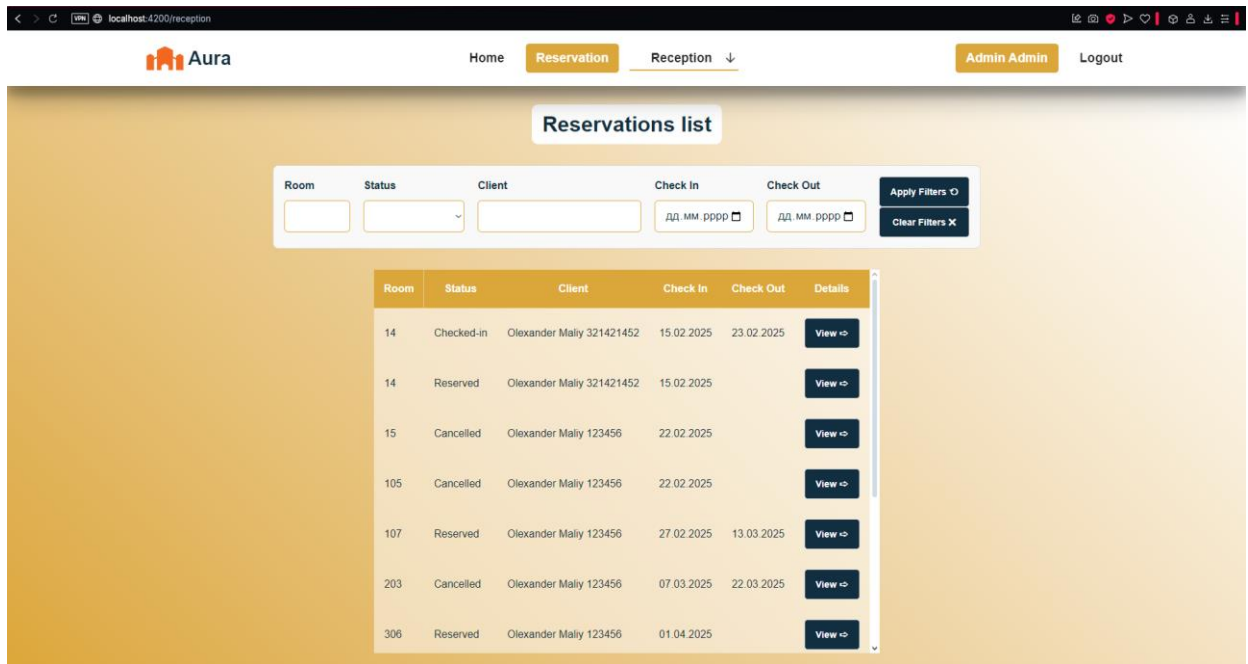 VPN localhost:4200/reception
Aura Home Reservation Reception ↓ Admin Admin Logout
Reservations list
Room Status Client Check In Check Out Apply Filters
дд.мм.рррр дд.мм.рррр Clear Filters X
Room Status Client Check In Check Out Details
14 Checked-in Olexander Maliy 321421452 15.02.2025 23.02.2025 View ⇨
14 Reserved Olexander Maliy 321421452 15.02.2025 View ⇨
15 Cancelled Olexander Maliy 123456 22.02.2025 View ⇨
105 Cancelled Olexander Maliy 123456 22.02.2025 View ⇨
107 Reserved Olexander Maliy 123456 27.02.2025 13.03.2025 View ⇨
203 Cancelled Olexander Maliy 123456 07.03.2025 22.03.2025 View ⇨
306 Reserved Olexander Maliy 123456 01.04.2025 View ⇨